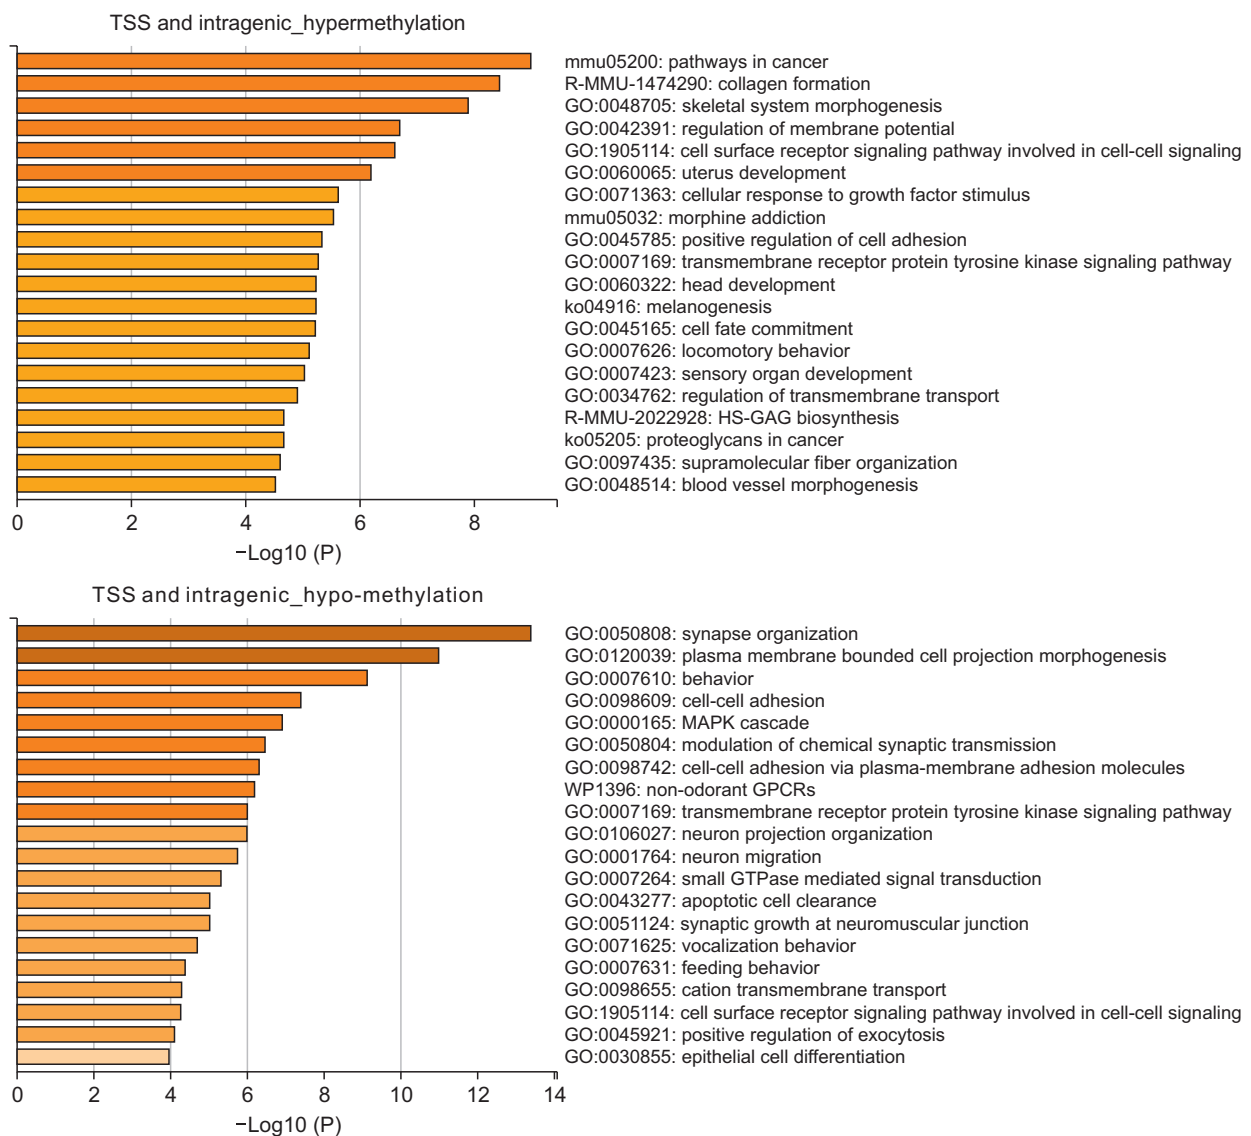 TSS and intragenic_hypermethylation
mmu05200: pathways in cancer
R-MMU-1474290: collagen formation
GO:0048705: skeletal system morphogenesis
GO:0042391: regulation of membrane potential
GO:1905114: cell surface receptor signaling pathway involved in cell-cell signaling
GO:0060065: uterus development
GO:0071363: cellular response to growth factor stimulus
mmu05032: morphine addiction
GO:0045785: positive regulation of cell adhesion
GO:0007169: transmembrane receptor protein tyrosine kinase signaling pathway
GO:0060322: head development
ko04916: melanogenesis
GO:0045165: cell fate commitment
GO:0007626: locomotory behavior
GO:0007423: sensory organ development
GO:0034762: regulation of transmembrane transport
R-MMU-2022928: HS-GAG biosynthesis
ko05205: proteoglycans in cancer
GO:0097435: supramolecular fiber organization
GO:0048514: blood vessel morphogenesis
0 2 4 6 8
−Log10 (P)
TSS and intragenic_hypo-methylation
GO:0050808: synapse organization
GO:0120039: plasma membrane bounded cell projection morphogenesis
GO:0007610: behavior
GO:0098609: cell-cell adhesion
GO:0000165: MAPK cascade
GO:0050804: modulation of chemical synaptic transmission
GO:0098742: cell-cell adhesion via plasma-membrane adhesion molecules
WP1396: non-odorant GPCRs
GO:0007169: transmembrane receptor protein tyrosine kinase signaling pathway
GO:0106027: neuron projection organization
GO:0001764: neuron migration
GO:0007264: small GTPase mediated signal transduction
GO:0043277: apoptotic cell clearance
GO:0051124: synaptic growth at neuromuscular junction
GO:0071625: vocalization behavior
GO:0007631: feeding behavior
GO:0098655: cation transmembrane transport
GO:1905114: cell surface receptor signaling pathway involved in cell-cell signaling
GO:0045921: positive regulation of exocytosis
GO:0030855: epithelial cell differentiation
0 2 4 6 8 10 12 14
−Log10 (P)